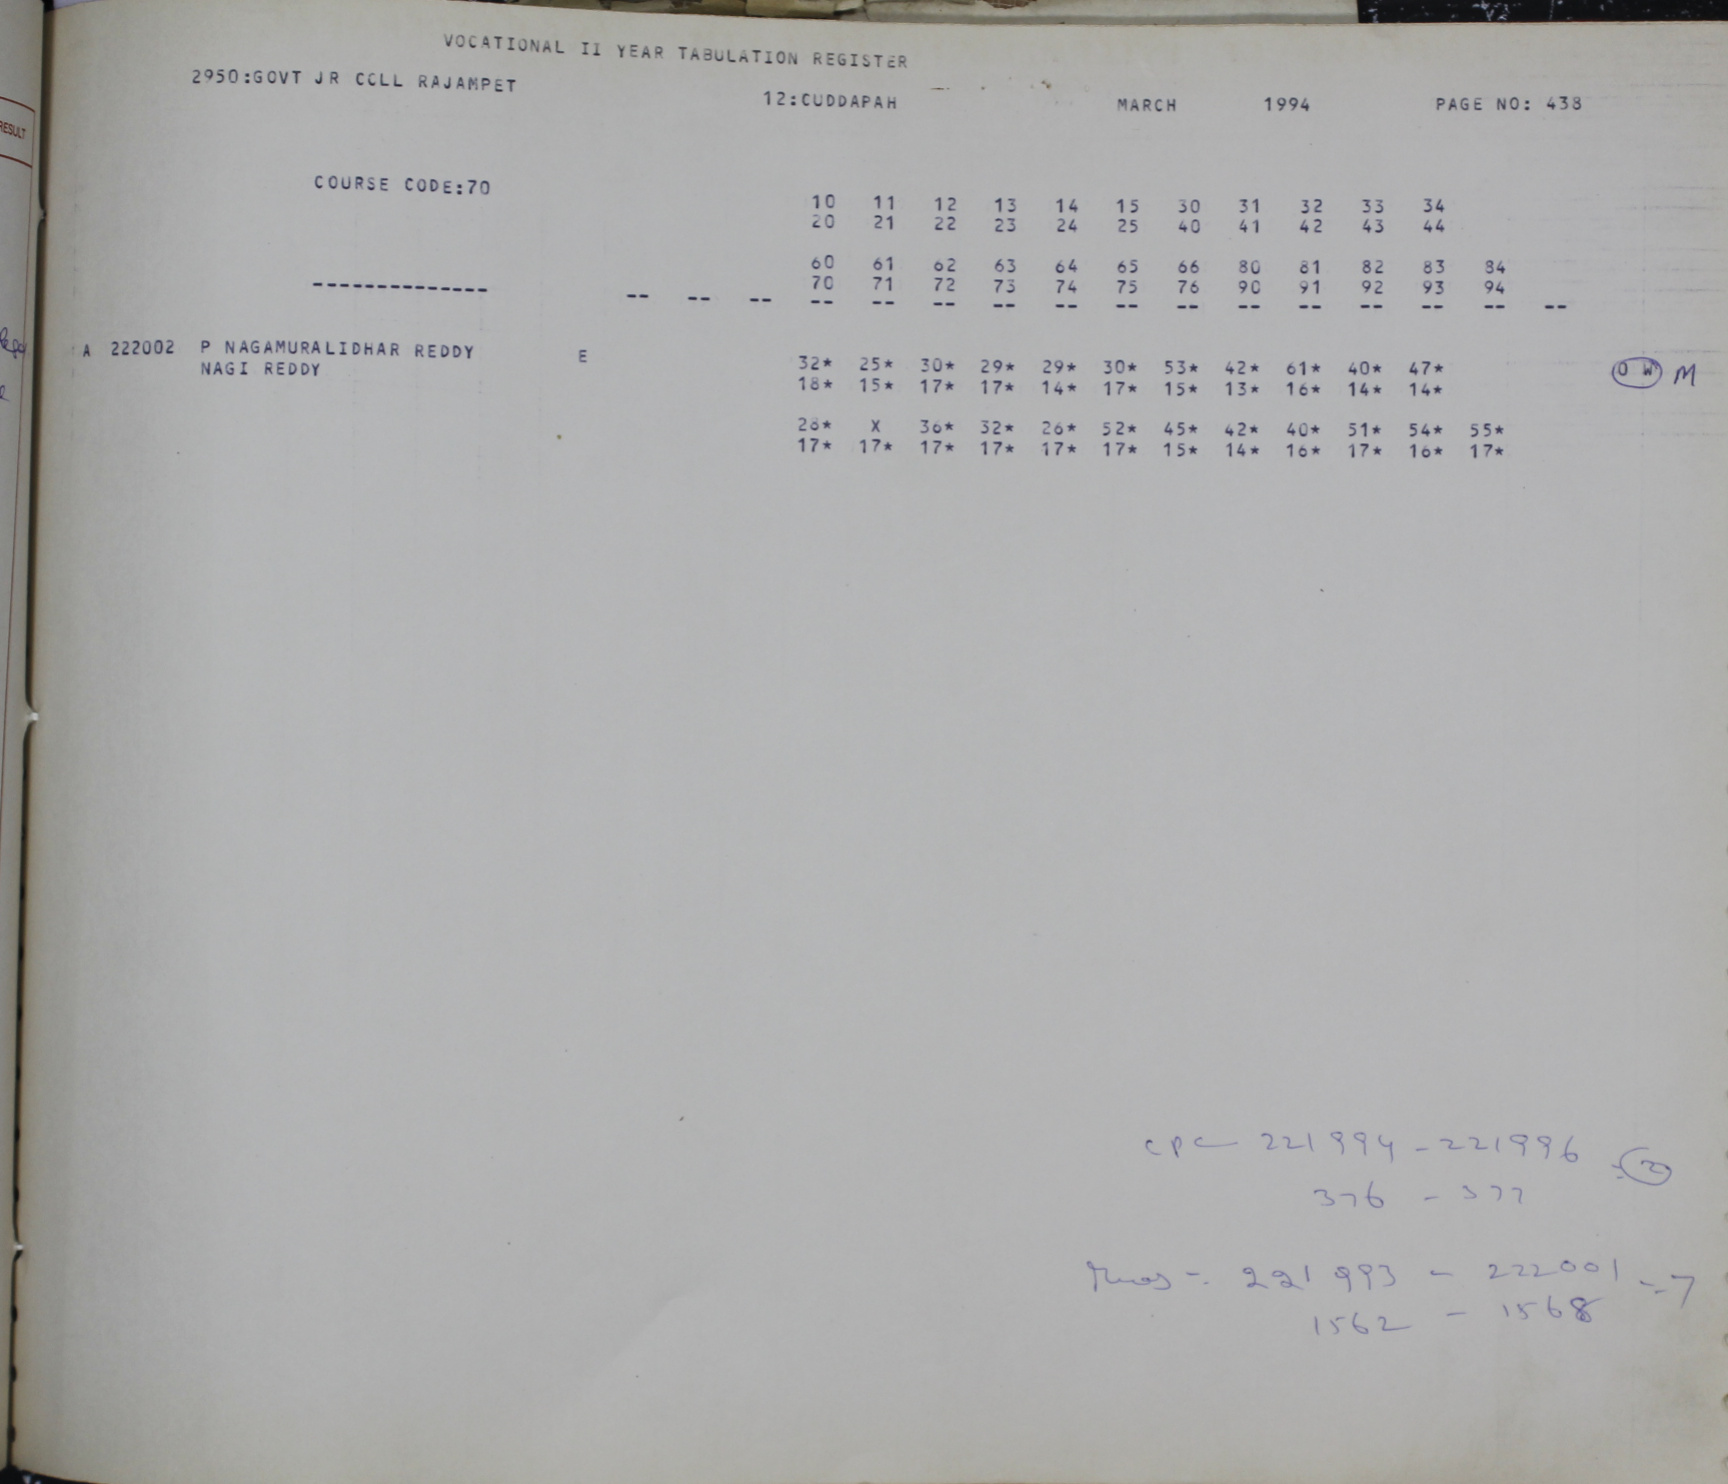 VOCATIONAL II YEAR TABULATION REGISTER
2950:GOVT JR COLL RAJAMPET
12:CUDDAPAH MARCH 1994 PAGE NO: 438
RESULT
COURSE CODE:70
10 11 12 13 14 15 30 31 32 33 34
20 21 22 23 24 25 40 41 42 43 44
60 61 62 63 64 65 66 80 81 82 83 84
70 71 72 73 74 75 76 90 91 92 93 94
-------------- -- -- -- -- -- -- -- -- -- -- -- -- -- -- -- --
A 222002 P NAGAMURALIDHAR REDDY E 32* 25* 30* 29* 29* 30* 53* 42* 61* 40* 47* O W M
NAGI REDDY 18* 15* 17* 17* 14* 17* 15* 13* 16* 14* 14*
28* X 36* 32* 26* 52* 45* 42* 40* 51* 54* 55*
17* 17* 17* 17* 17* 17* 15* 14* 16* 17* 16* 17*
CPC 221994 - 221996
376 - 377
221993 - 222001 - 7
1562 - 1568